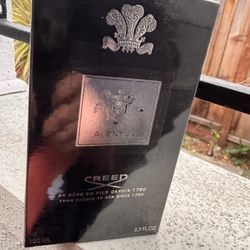 AVENTUS
CREED
DE PÈRE EN FILS DEPUIS 1760
FROM FATHER TO SON SINCE 1760
100 ML
3.3 FL.OZ.